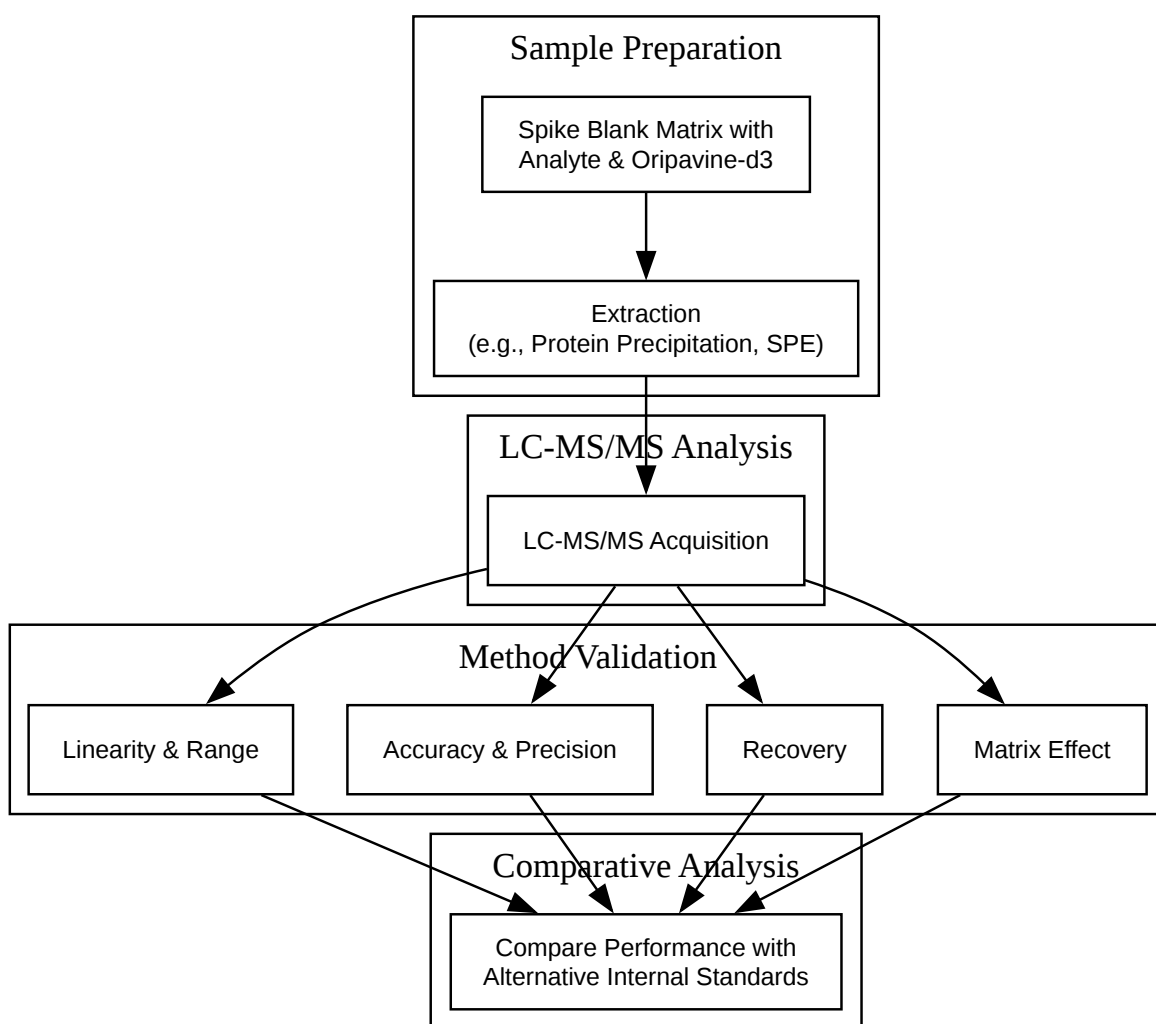 Sample Preparation
Spike Blank Matrix with
Analyte & Oripavine-d3
Extraction
(e.g., Protein Precipitation, SPE)
LC-MS/MS Analysis
LC-MS/MS Acquisition
Method Validation
Linearity & Range
Accuracy & Precision
Recovery
Matrix Effect
Comparative Analysis
Compare Performance with
Alternative Internal Standards